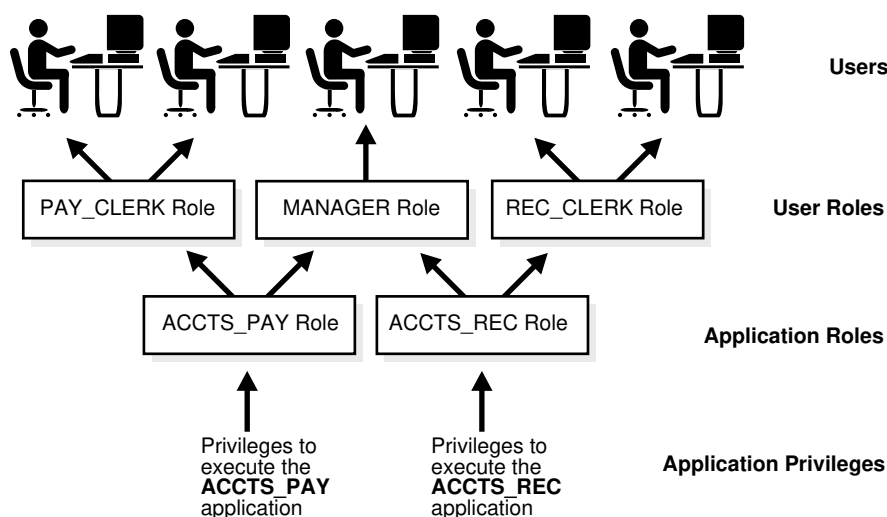 Users
PAY_CLERK Role
MANAGER Role
REC_CLERK Role
User Roles
ACCTS_PAY Role
ACCTS_REC Role
Application Roles
Privileges to
execute the
ACCTS_PAY
application
Privileges to
execute the
ACCTS_REC
application
Application Privileges